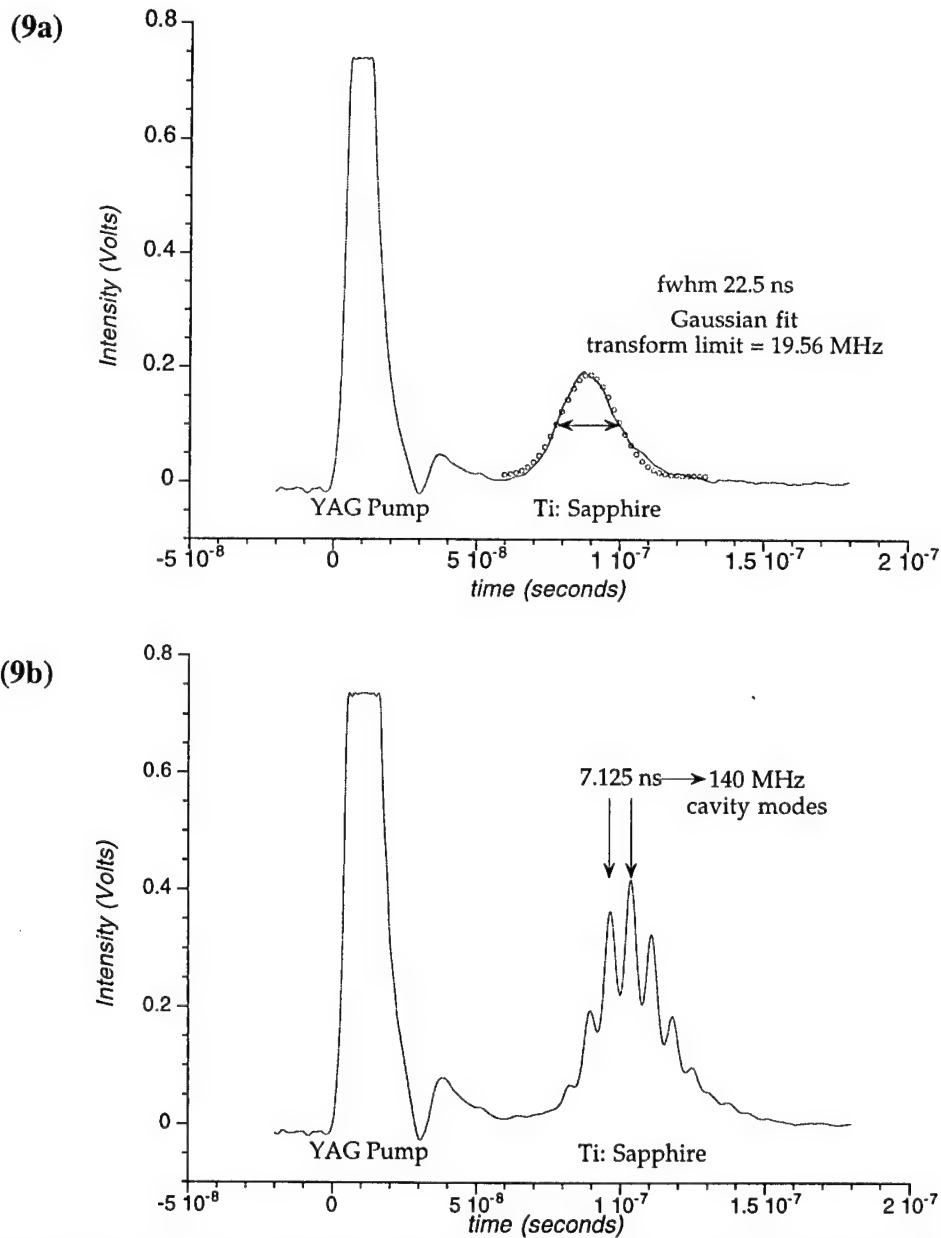 (9a)
0.8
0.6
0.4
0.2
0
Intensity (Volts)
fwhm 22.5 ns
Gaussian fit
transform limit = 19.56 MHz
YAG Pump
Ti: Sapphire
-5 10⁻⁸
0
5 10⁻⁸
1 10⁻⁷
1.5 10⁻⁷
2 10⁻⁷
time (seconds)
(9b)
0.8
0.6
0.4
0.2
0
Intensity (Volts)
7.125 ns → 140 MHz
cavity modes
YAG Pump
Ti: Sapphire
-5 10⁻⁸
0
5 10⁻⁸
1 10⁻⁷
1.5 10⁻⁷
2 10⁻⁷
time (seconds)